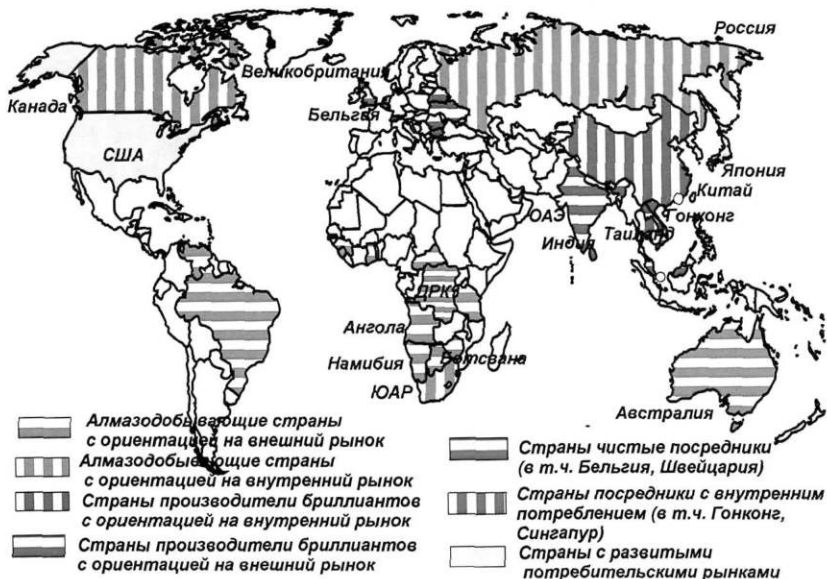 Россия
Великобритания
Канада
Бельгия
США
Япония
Китай
ОАЭ
Гонконг
Индия
Таиланд
ДРК
Ангола
Намибия
Ботсвана
ЮАР
Австралия
Алмазодобывающие страны
с ориентацией на внешний рынок
Алмазодобывающие страны
с ориентацией на внутренний рынок
Страны производители бриллиантов
с ориентацией на внутренний рынок
Страны производители бриллиантов
с ориентацией на внешний рынок
Страны чистые посредники
(в т.ч. Бельгия, Швейцария)
Страны посредники с внутренним
потреблением (в т.ч. Гонконг,
Сингапур)
Страны с развитыми
потребительскими рынками